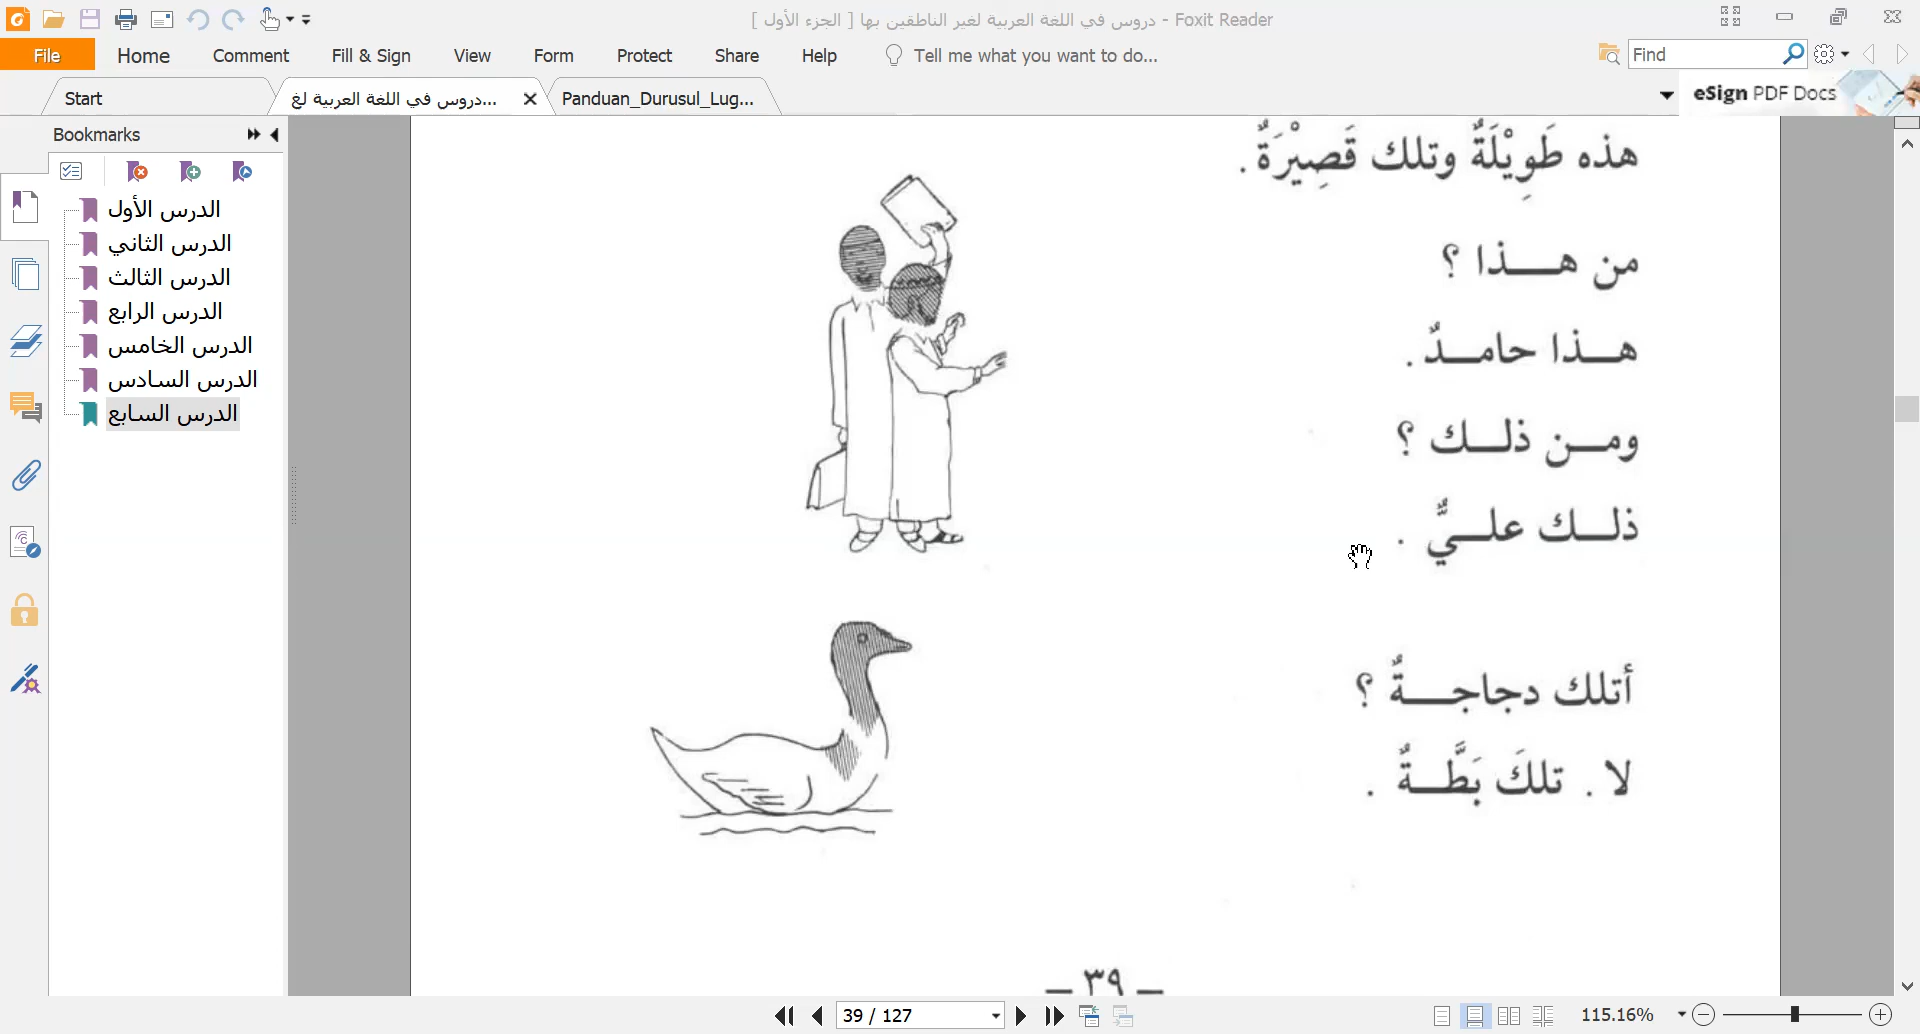 [ دروس في اللغة العربية لغير الناطقين بها [ الجزء الأول - Foxit Reader
File Home Comment Fill & Sign View Form Protect Share Help Tell me what you want to do... Find
Start دروس في اللغة العربية لغ... Panduan_Durusul_Lug... eSign PDF Docs
Bookmarks
الدرس الأول
الدرس الثاني
الدرس الثالث
الدرس الرابع
الدرس الخامس
الدرس السادس
الدرس السابع
هذه طَوِيْلَةٌ وتلك قَصِيْرَةٌ .
من هــذا ؟
هــذا حامــدٌ .
ومــن ذلــك ؟
ذلــك علــيٌّ .
أتلك دجاجــةٌ ؟
لا . تلكَ بَطَّــةٌ .
– ٣٩ –
39 / 127 115.16%